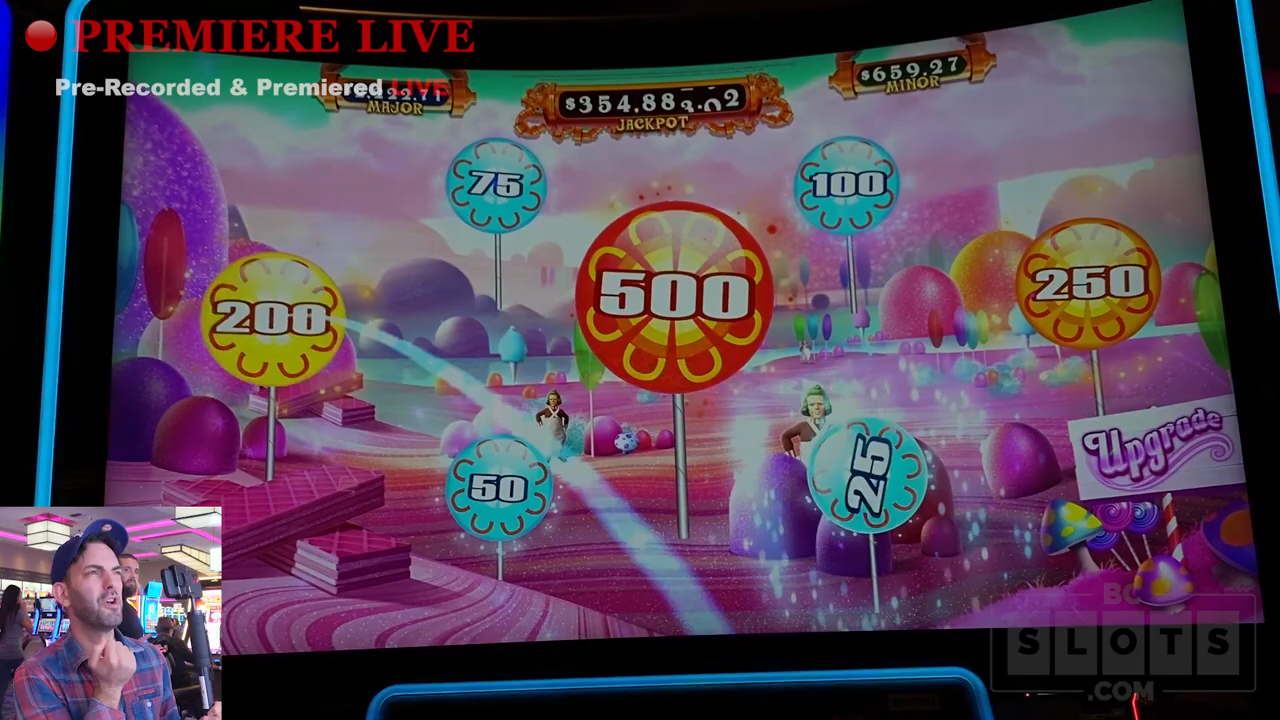 PREMIERE LIVE
Pre-Recorded & Premiered LIVE
MAJOR
$354,88
JACKPOT
$659.27
MINOR
75
100
200
500
250
50
25
Upgrade
BC
SLOTS
.COM